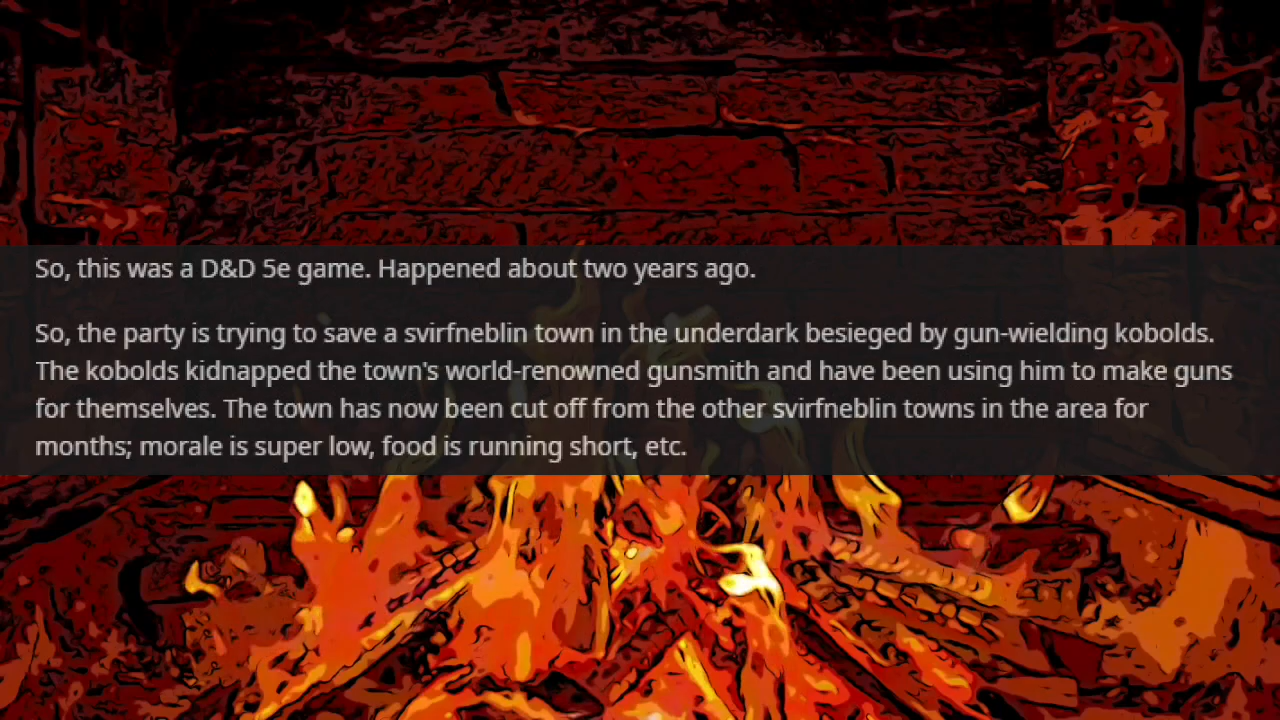 So, this was a D&D 5e game. Happened about two years ago.
So, the party is trying to save a svirfneblin town in the underdark besieged by gun-wielding kobolds.
The kobolds kidnapped the town's world-renowned gunsmith and have been using him to make guns
for themselves. The town has now been cut off from the other svirfneblin towns in the area for
months; morale is super low, food is running short, etc.